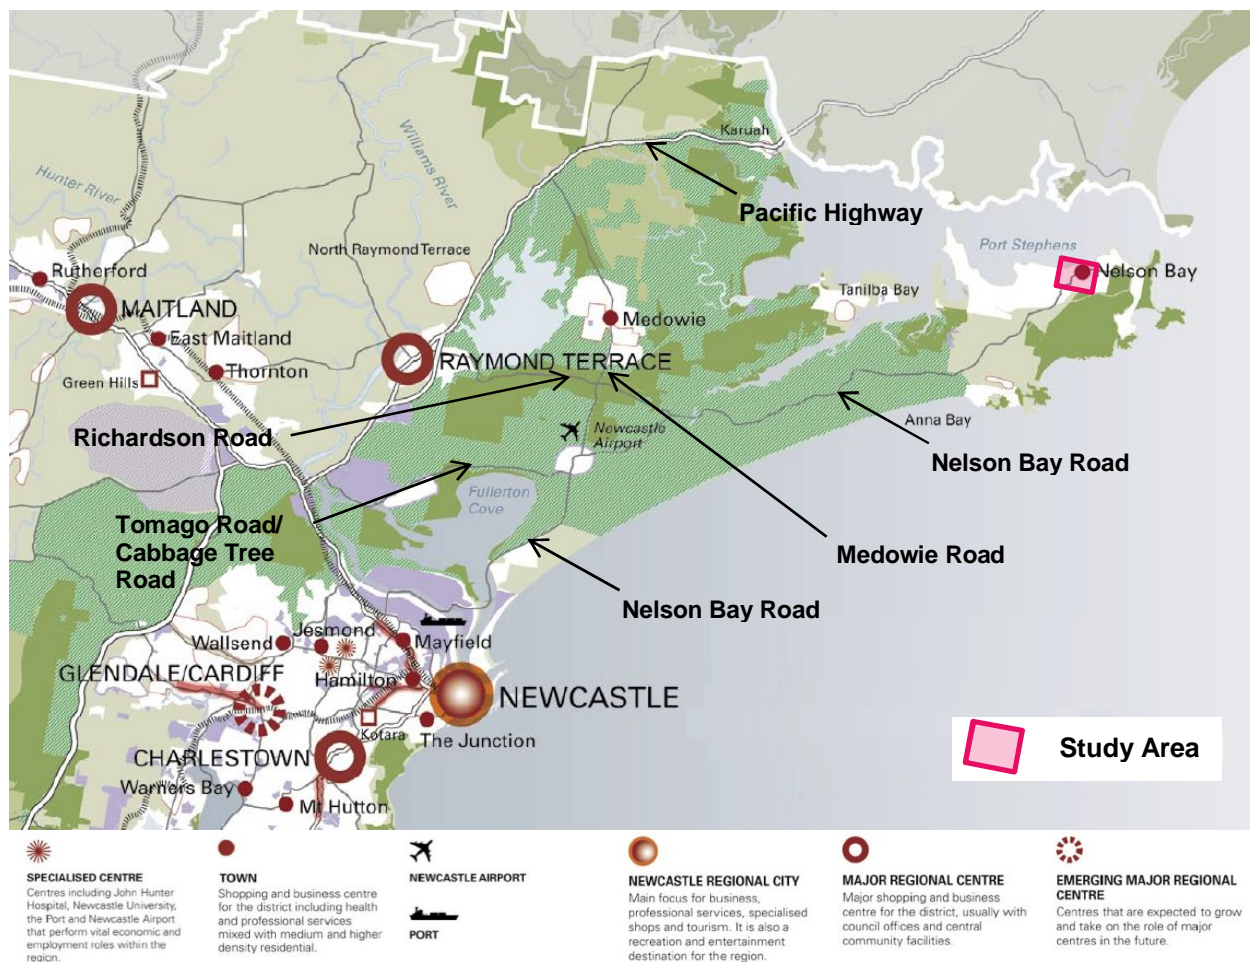 Karuah
Williams River
Hunter River
Pacific Highway
North Raymond Terrace
Port Stephens
Rutherford
Nelson Bay
MAITLAND
Tanilba Bay
Medowie
East Maitland
RAYMOND TERRACE
Green Hills
Thornton
Richardson Road
Newcastle
Airport
Anna Bay
Nelson Bay Road
Fullerton
Cove
Tomago Road/
Cabbage Tree
Road
Medowie Road
Nelson Bay Road
Jesmond
Wallsend
Mayfield
GLENDALE/CARDIFF
Hamilton
NEWCASTLE
Kotara
The Junction
CHARLESTOWN
Study Area
Warners Bay
Mt Hutton
SPECIALISED CENTRE
Centres including John Hunter
Hospital, Newcastle University,
the Port and Newcastle Airport
that perform vital economic and
employment roles within the
region.
TOWN
Shopping and business centre
for the district including health
and professional services
mixed with medium and higher
density residential.
NEWCASTLE AIRPORT
PORT
NEWCASTLE REGIONAL CITY
Main focus for business,
professional services, specialised
shops and tourism. It is also a
recreation and entertainment
destination for the region.
MAJOR REGIONAL CENTRE
Major shopping and business
centre for the district, usually with
council offices and central
community facilities.
EMERGING MAJOR REGIONAL
CENTRE
Centres that are expected to grow
and take on the role of major
centres in the future.